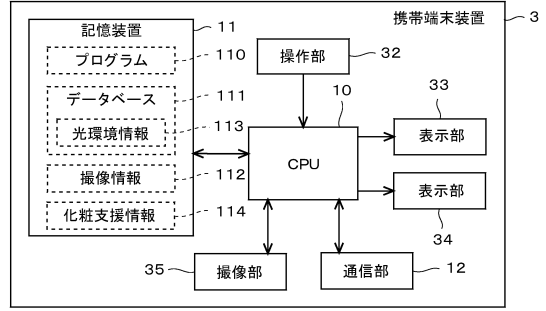 携帯端末装置 3
記憶装置 11
プログラム 110
データベース 111
光環境情報 113
撮像情報 112
化粧支援情報 114
操作部 32
10
CPU
33
表示部
表示部
34
35 撮像部
通信部 12